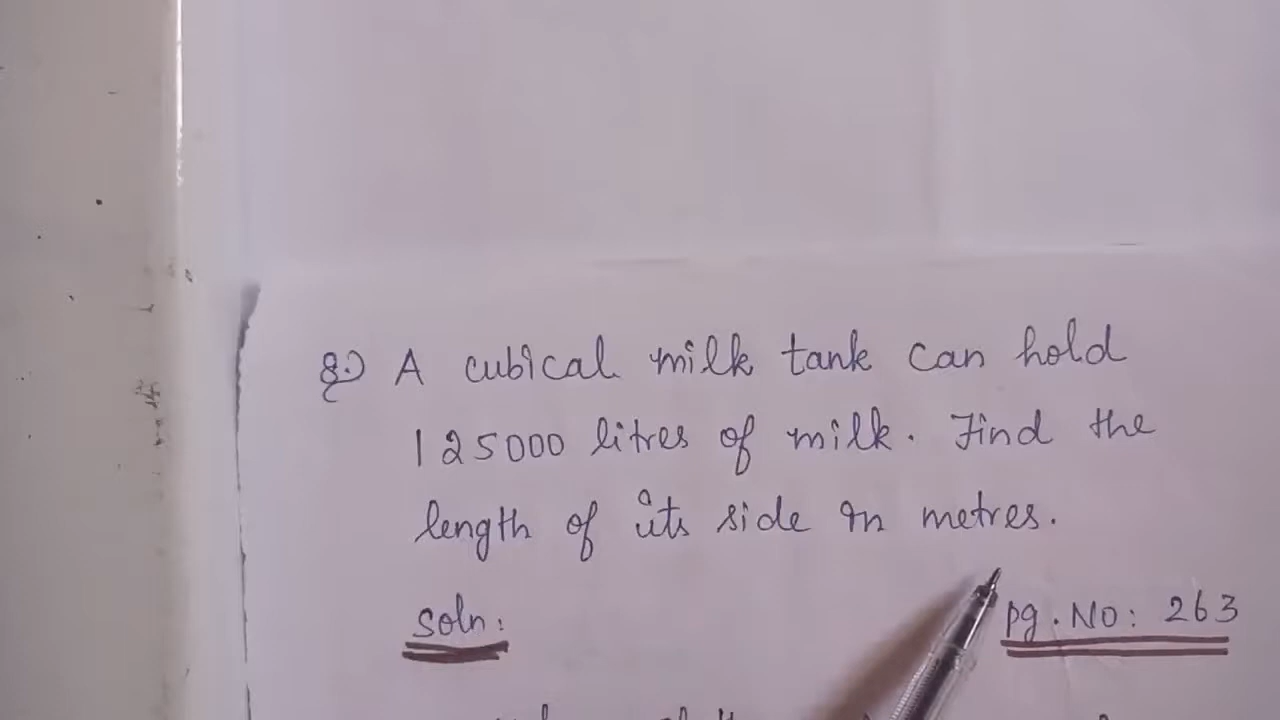 8.) A cubical milk tank can hold
125000 litres of milk. Find the
length of its side in metres.
Soln:
pg. No: 263